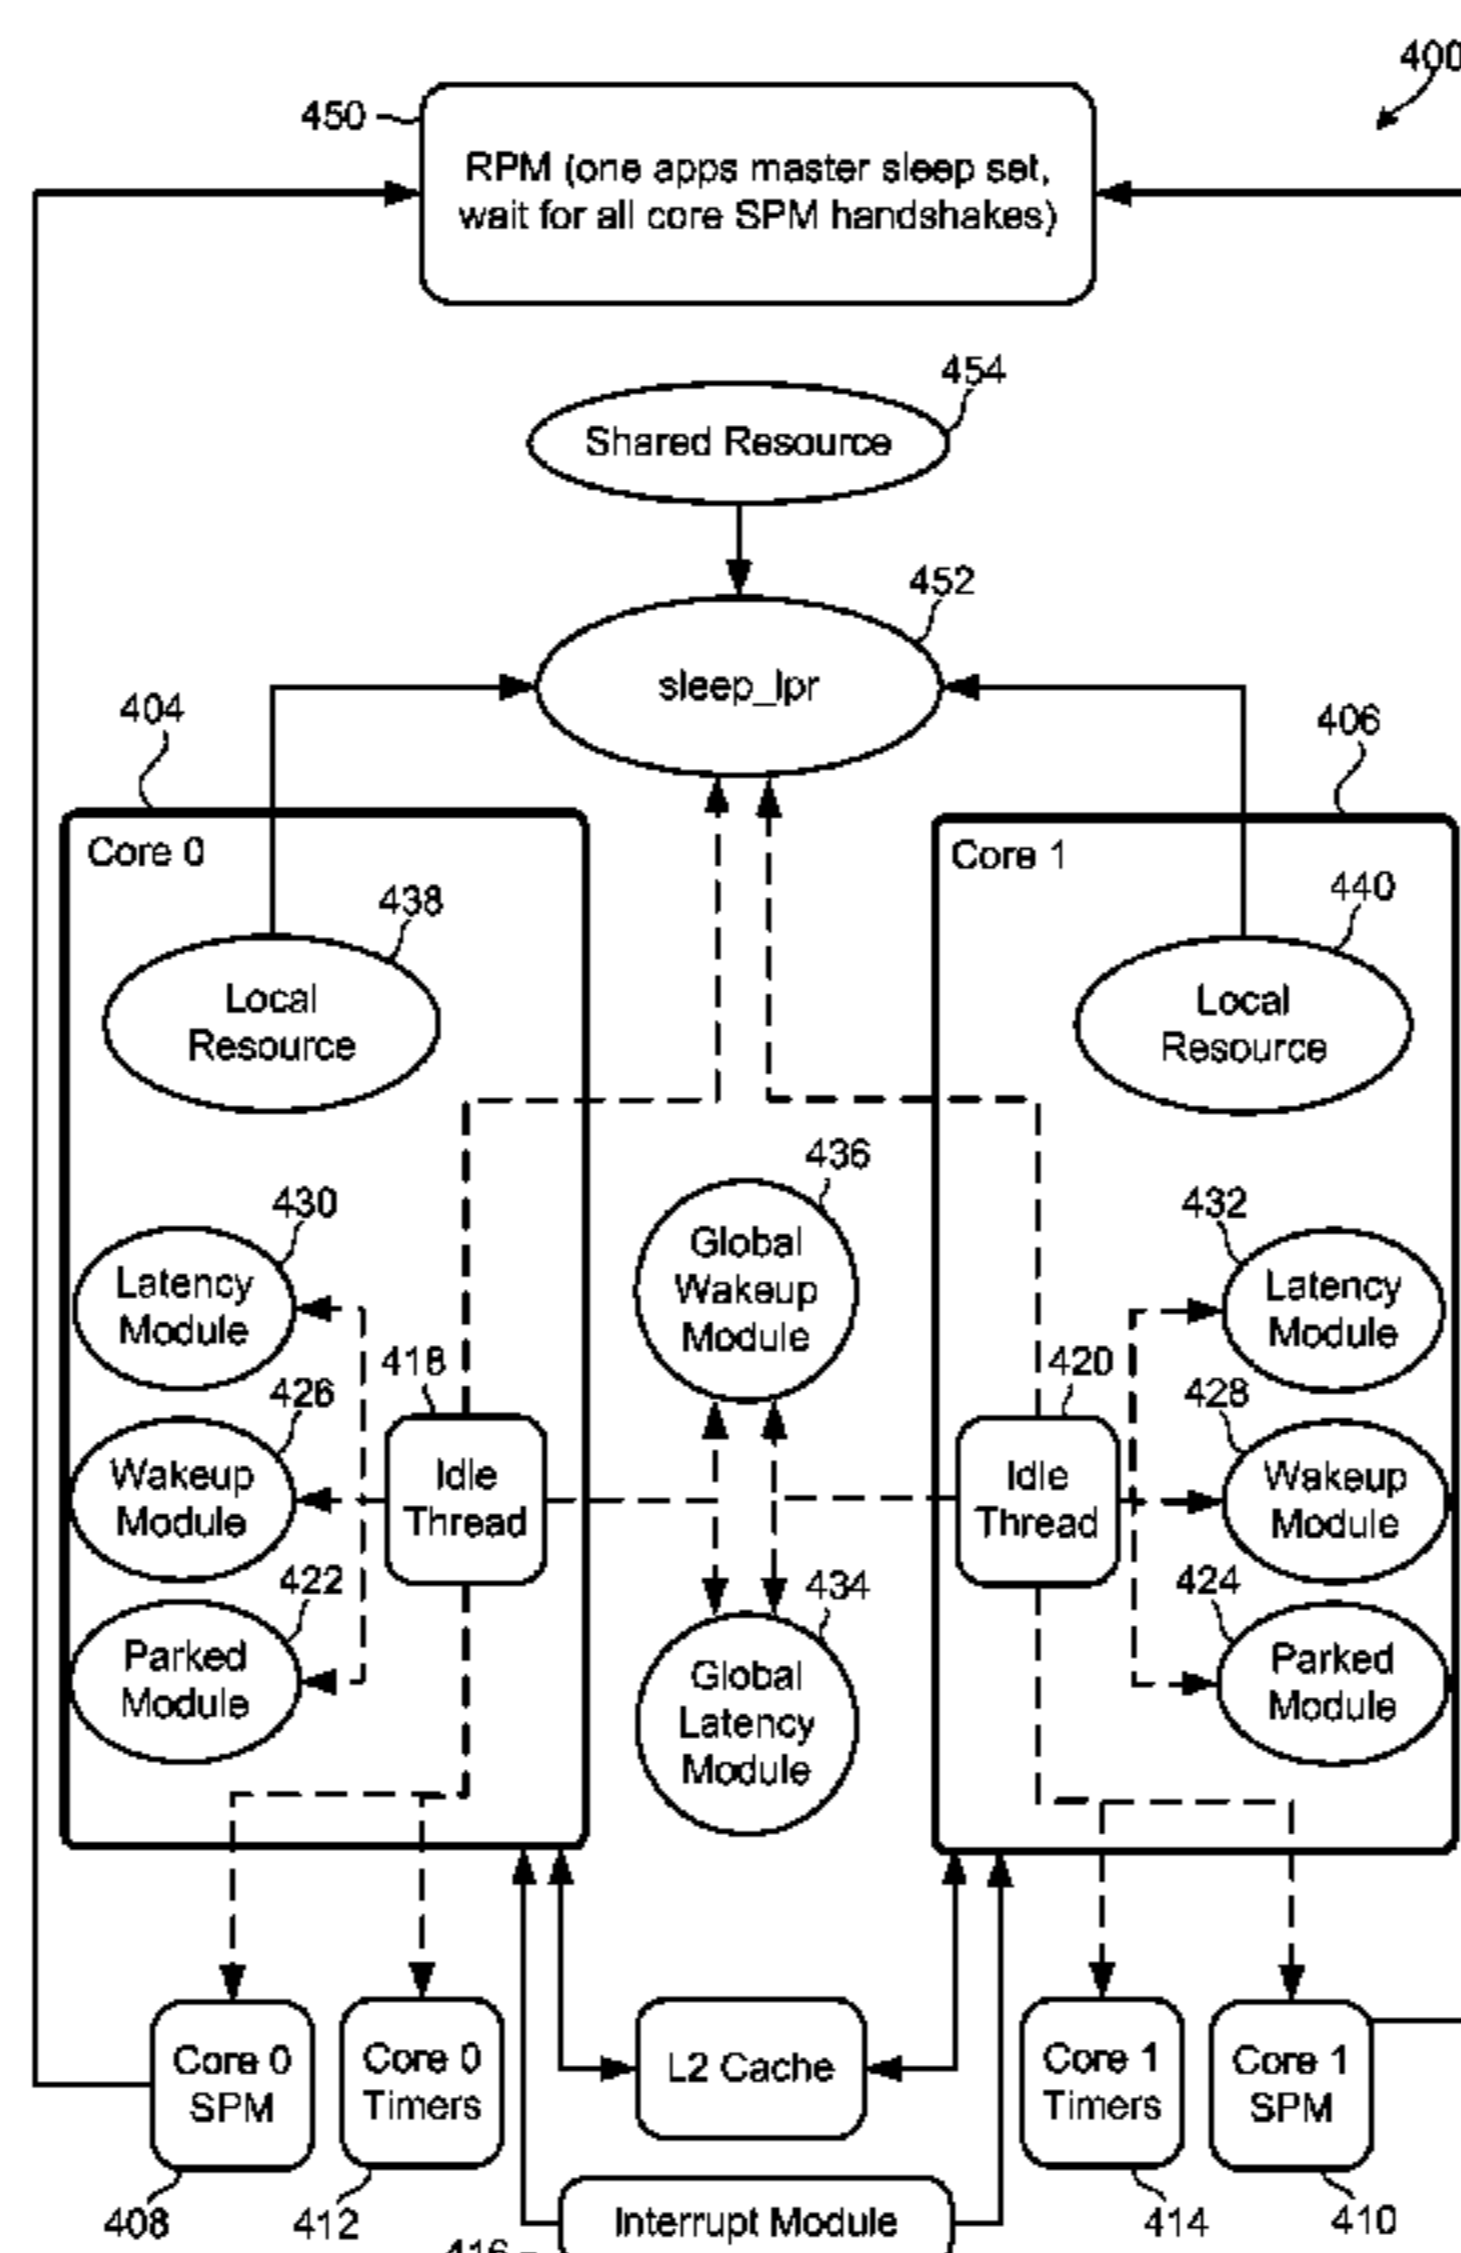 400
450
RPM (one apps master sleep set,
wait for all core SPM handshakes)
454
Shared Resource
452
sleep_lpr
404
406
Core 0
Core 1
438
440
Local
Resource
Local
Resource
436
430
432
Global
Wakeup
Module
Latency
Module
Latency
Module
418
420
426
428
Idle
Thread
Idle
Thread
Wakeup
Module
Wakeup
Module
422
434
424
Parked
Module
Global
Latency
Module
Parked
Module
Core 0
SPM
Core 0
Timers
L2 Cache
Core 1
Timers
Core 1
SPM
408
412
Interrupt Module
414
410
416